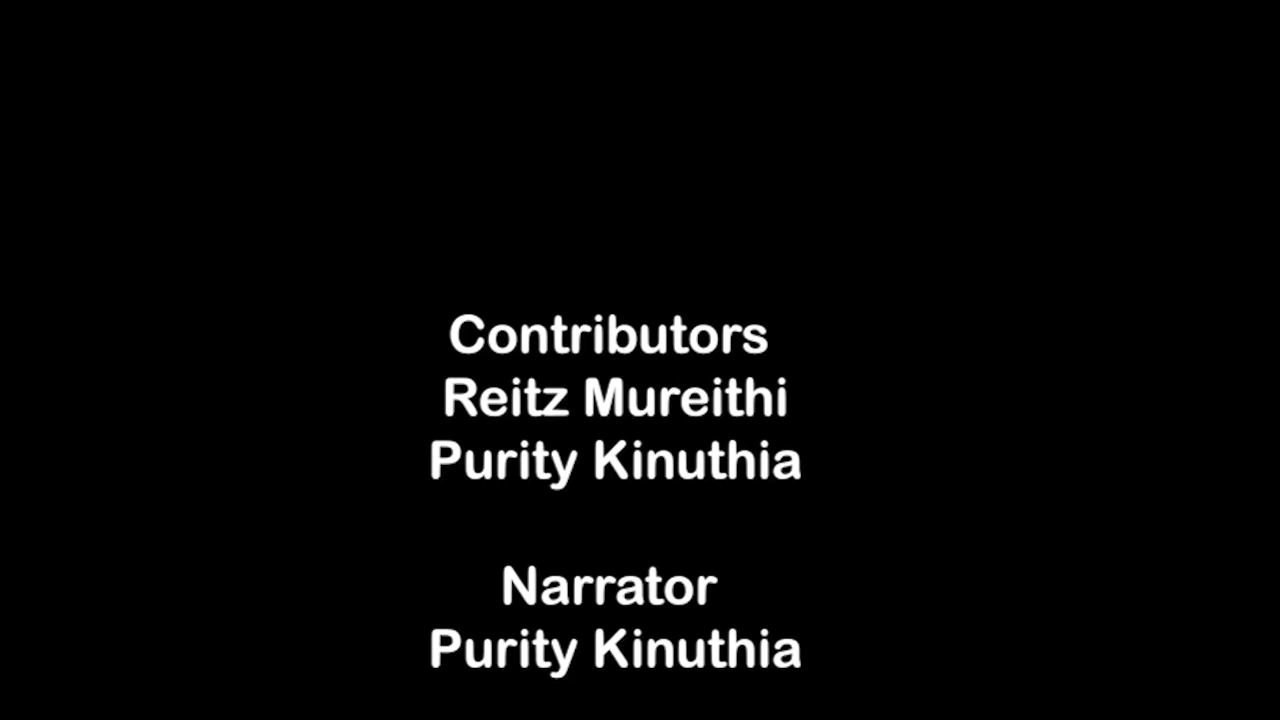 Contributors
Reitz Mureithi
Purity Kinuthia
Narrator
Purity Kinuthia